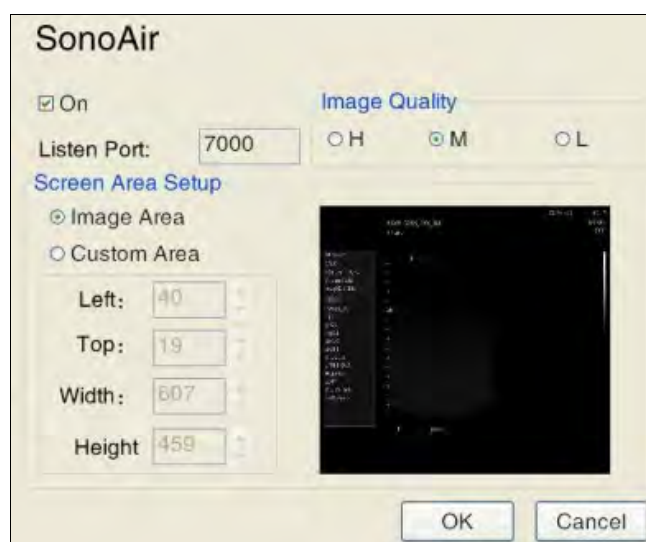 SonoAir
On
Image Quality
Listen Port: 7000
H M L
Screen Area Setup
Image Area
Custom Area
Left: 40
Top: 19
Width: 607
Height 459
OK Cancel